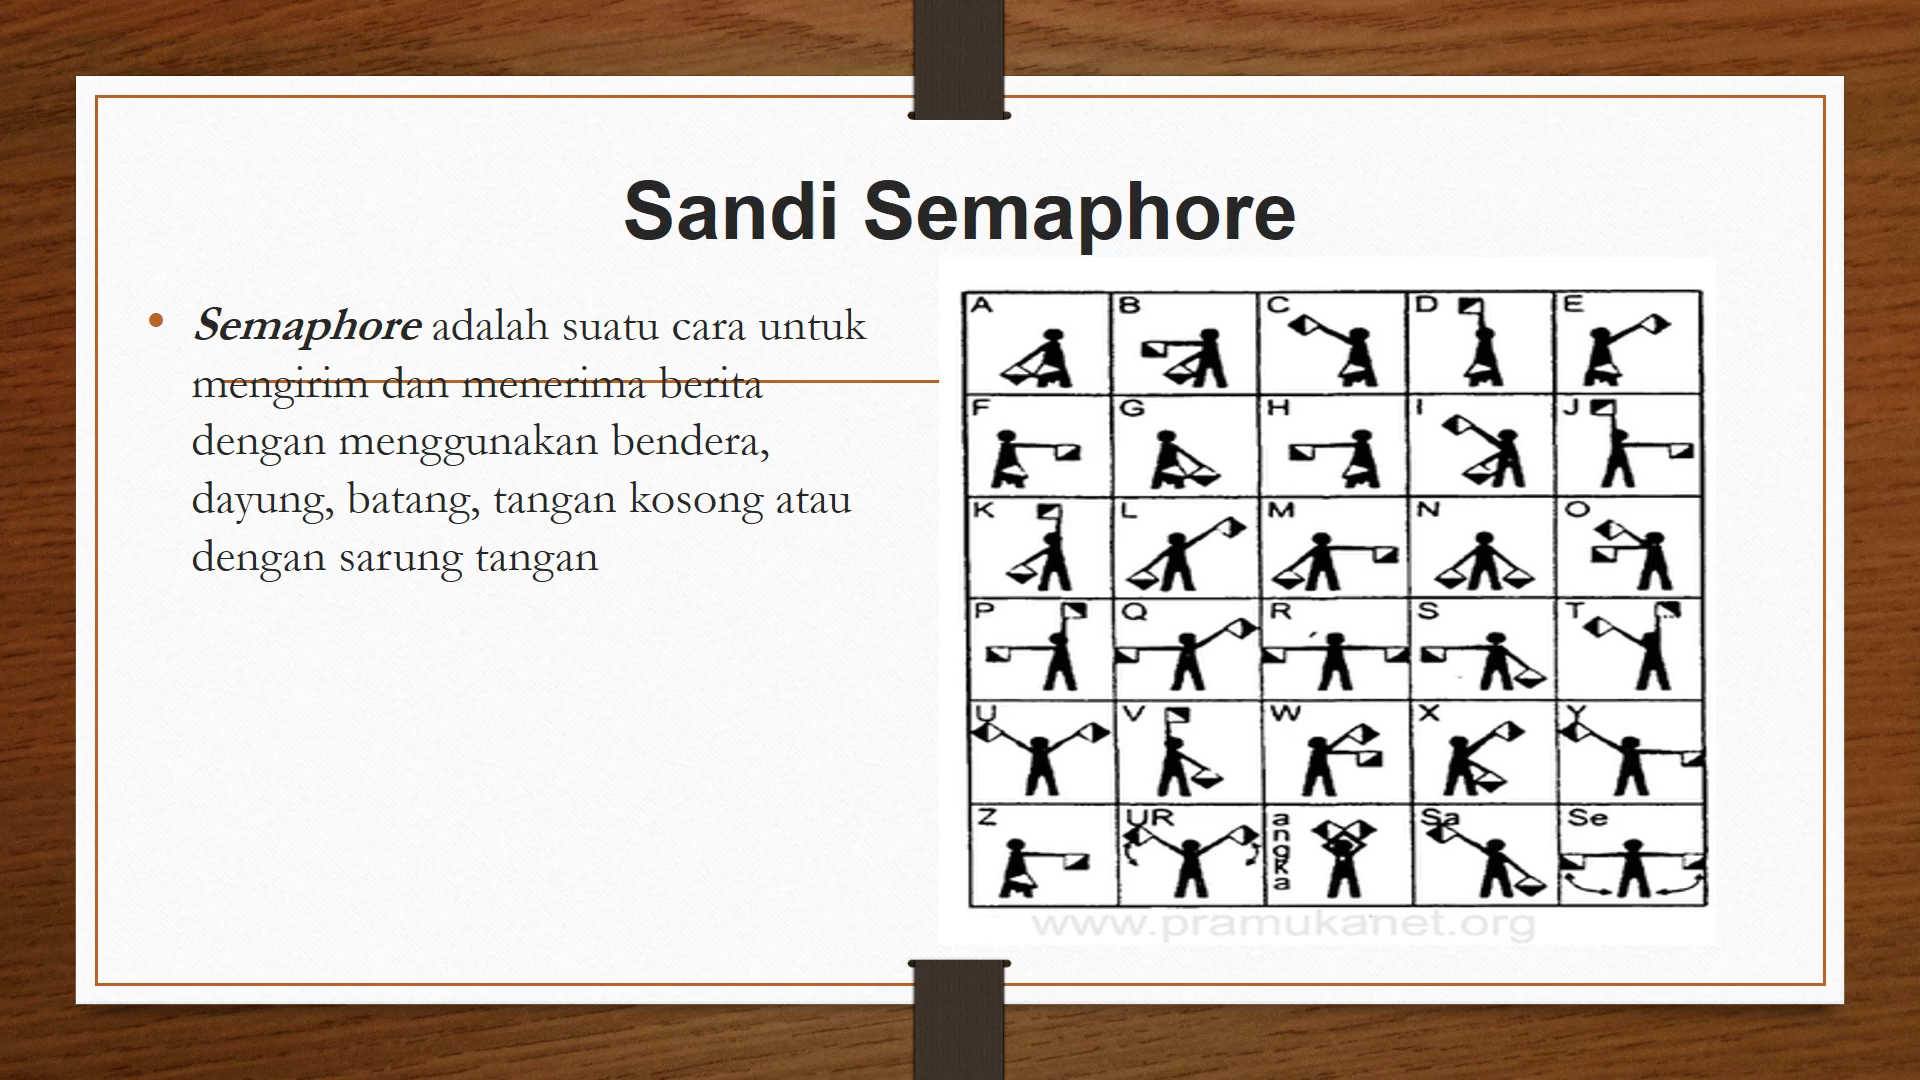 Sandi Semaphore
• Semaphore adalah suatu cara untuk
mengirim dan menerima berita
dengan menggunakan bendera,
dayung, batang, tangan kosong atau
dengan sarung tangan
A B C D E
F G H I J
K L M N O
P Q R S T
U V W X Y
Z UR angka Sa Se
www.pramukanet.org